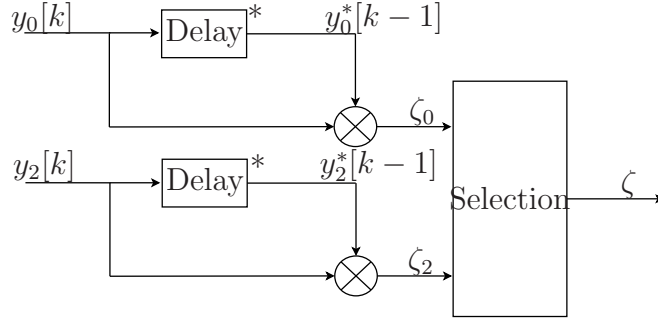 y_0[k] Delay * y_0^*[k − 1]
ζ_0
y_2[k] Delay * y_2^*[k − 1]
Selection ζ
ζ_2